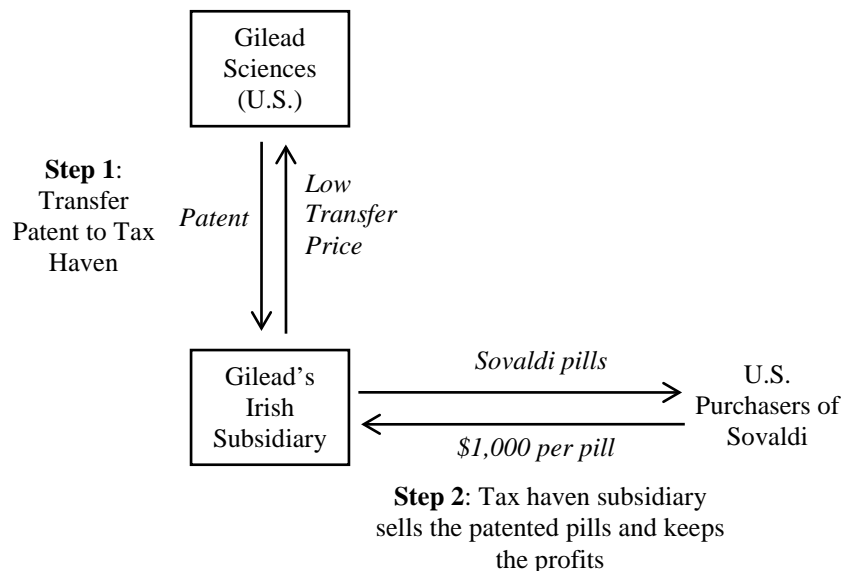 Gilead
Sciences
(U.S.)
Step 1:
Transfer
Patent to Tax
Haven
Patent
Low
Transfer
Price
Gilead’s
Irish
Subsidiary
Sovaldi pills
$1,000 per pill
U.S.
Purchasers of
Sovaldi
Step 2: Tax haven subsidiary
sells the patented pills and keeps
the profits